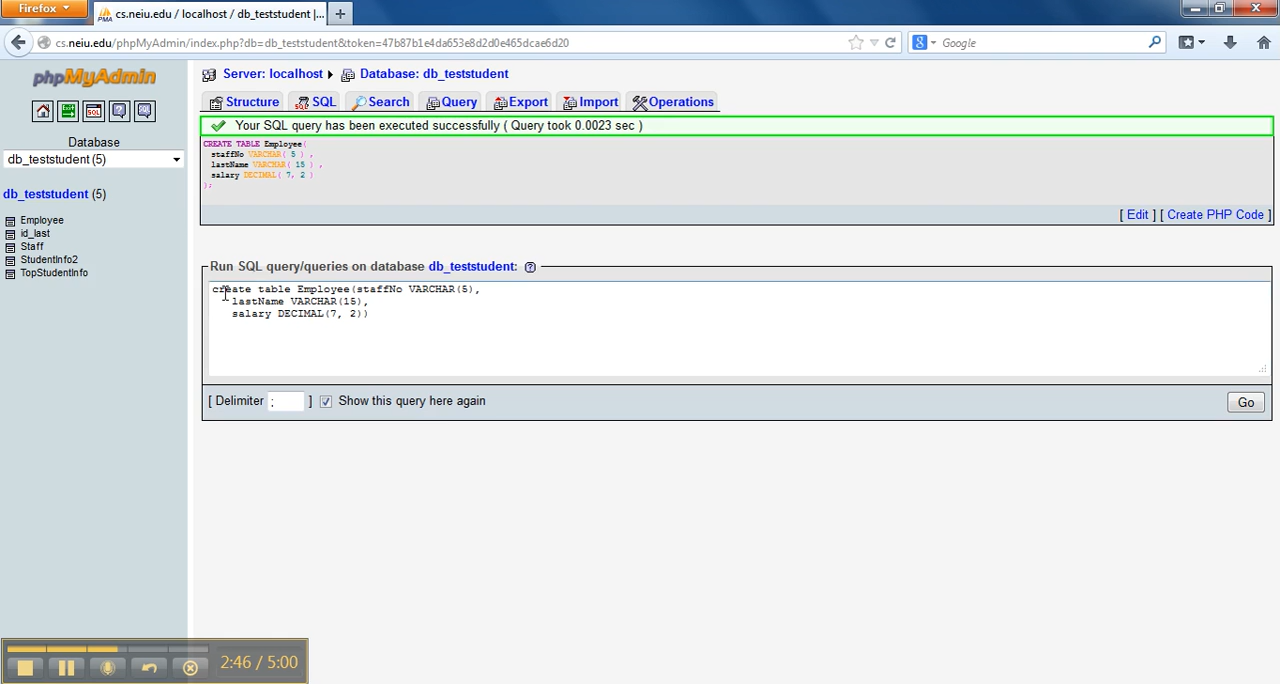 Firefox
cs.neiu.edu / localhost / db_teststudent |...
cs.neiu.edu/phpMyAdmin/index.php?db=db_teststudent&token=47b87b1e4da653e8d2d0e465dcae6d20
Google
phpMyAdmin
Server: localhost Database: db_teststudent
Structure SQL Search Query Export Import Operations
Your SQL query has been executed successfully ( Query took 0.0023 sec )
CREATE TABLE Employee(
staffNo VARCHAR( 5 ) ,
lastName VARCHAR( 15 ) ,
salary DECIMAL( 7, 2 )
);
[ Edit ] [ Create PHP Code ]
Database
db_teststudent (5)
db_teststudent (5)
Employee
id_last
Staff
StudentInfo2
TopStudentInfo
Run SQL query/queries on database db_teststudent:
create table Employee(staffNo VARCHAR(5),
lastName VARCHAR(15),
salary DECIMAL(7, 2))
[ Delimiter ; ] Show this query here again
Go
2:46 / 5:00